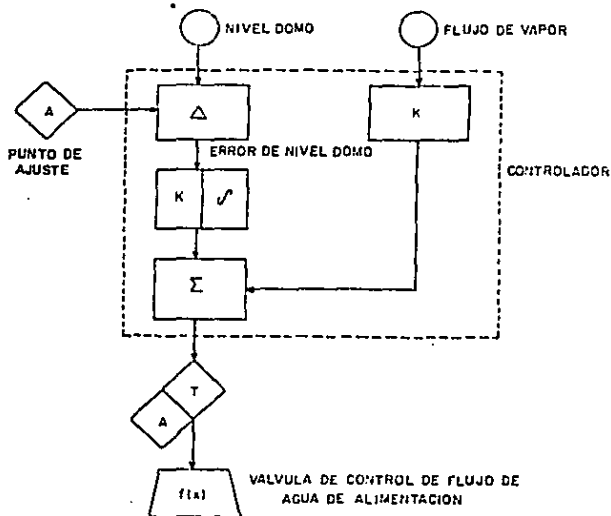 NIVEL DOMO
FLUJO DE VAPOR
A
Δ
K
PUNTO DE
AJUSTE
ERROR DE NIVEL DOMO
CONTROLADOR
K ∫
Σ
T
A
f(x)
VALVULA DE CONTROL DE FLUJO DE
AGUA DE ALIMENTACION